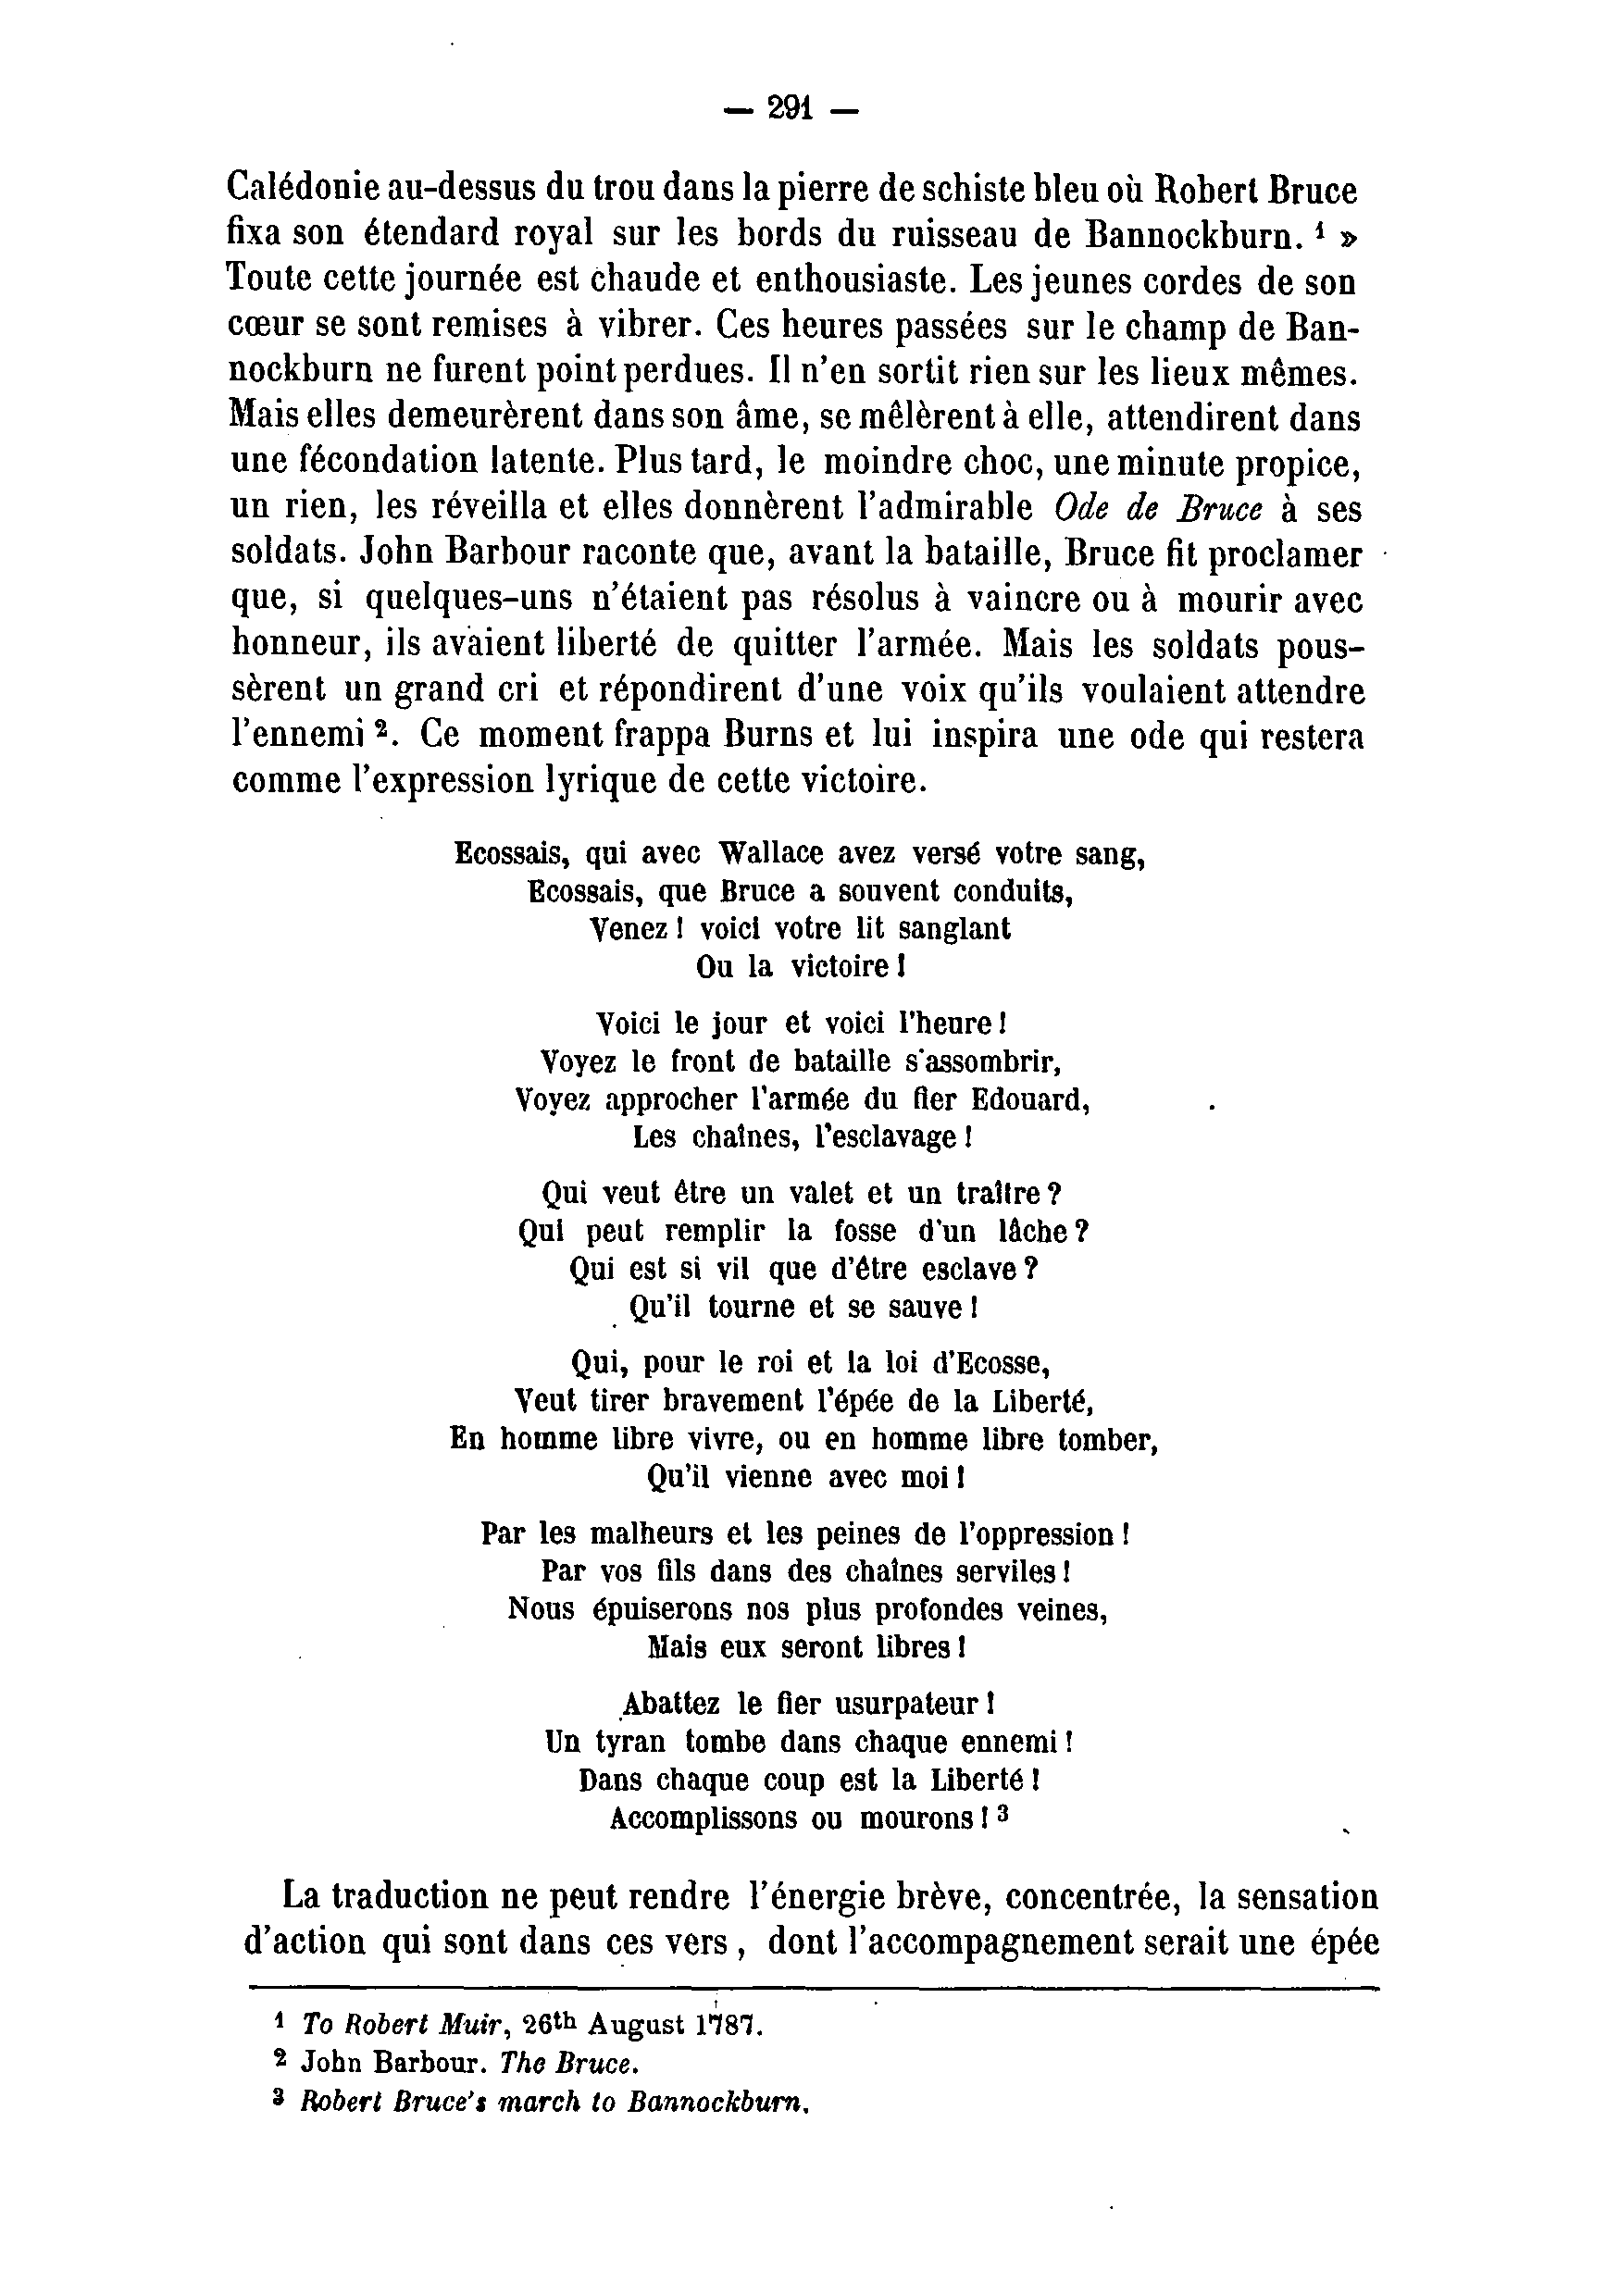 — 291 —
Calédonie au-dessus du trou dans la pierre de schiste bleu où Robert Bruce
fixa son étendard royal sur les bords du ruisseau de Bannockburn. ¹ »
Toute cette journée est chaude et enthousiaste. Les jeunes cordes de son
cœur se sont remises à vibrer. Ces heures passées sur le champ de Ban-
nockburn ne furent point perdues. Il n'en sortit rien sur les lieux mêmes.
Mais elles demeurèrent dans son âme, se mêlèrent à elle, attendirent dans
une fécondation latente. Plus tard, le moindre choc, une minute propice,
un rien, les réveilla et elles donnèrent l'admirable Ode de Bruce à ses
soldats. John Barbour raconte que, avant la bataille, Bruce fit proclamer
que, si quelques-uns n'étaient pas résolus à vaincre ou à mourir avec
honneur, ils avaient liberté de quitter l'armée. Mais les soldats pous-
sèrent un grand cri et répondirent d'une voix qu'ils voulaient attendre
l'ennemi ². Ce moment frappa Burns et lui inspira une ode qui restera
comme l'expression lyrique de cette victoire.
Ecossais, qui avec Wallace avez versé votre sang,
Ecossais, que Bruce a souvent conduits,
Venez ! voici votre lit sanglant
Ou la victoire !
Voici le jour et voici l'heure !
Voyez le front de bataille s'assombrir,
Voyez approcher l'armée du fier Edouard,
Les chaînes, l'esclavage !
Qui veut être un valet et un traître ?
Qui peut remplir la fosse d'un lâche ?
Qui est si vil que d'être esclave ?
Qu'il tourne et se sauve !
Qui, pour le roi et la loi d'Ecosse,
Veut tirer bravement l'épée de la Liberté,
En homme libre vivre, ou en homme libre tomber,
Qu'il vienne avec moi !
Par les malheurs et les peines de l'oppression !
Par vos fils dans des chaînes serviles !
Nous épuiserons nos plus profondes veines,
Mais eux seront libres !
Abattez le fier usurpateur !
Un tyran tombe dans chaque ennemi !
Dans chaque coup est la Liberté !
Accomplissons ou mourons ! ³
La traduction ne peut rendre l'énergie brève, concentrée, la sensation
d'action qui sont dans ces vers, dont l'accompagnement serait une épée
¹ To Robert Muir, 26th August 1787.
² John Barbour. The Bruce.
³ Robert Bruce's march to Bannockburn.